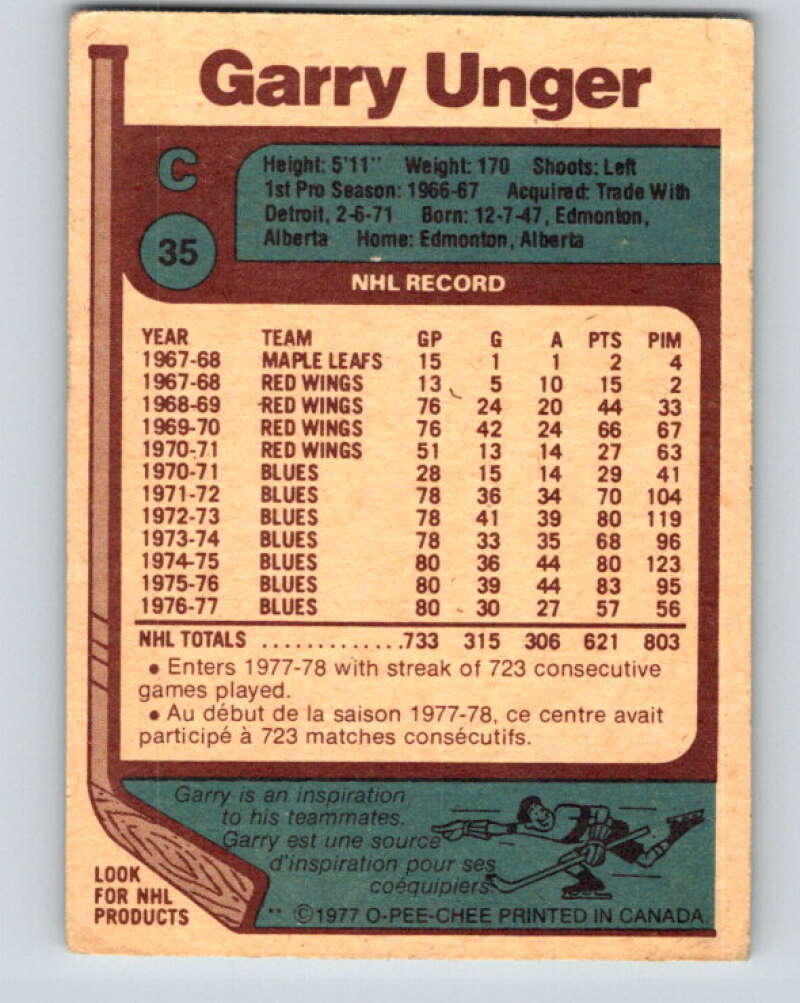 Garry Unger
C
35
Height: 5'11" Weight: 170 Shoots: Left
1st Pro Season: 1966-67 Acquired: Trade With
Detroit, 2-6-71 Born: 12-7-47, Edmonton,
Alberta Home: Edmonton, Alberta
NHL RECORD
YEAR TEAM GP G A PTS PIM
1967-68 MAPLE LEAFS 15 1 1 2 4
1967-68 RED WINGS 13 5 10 15 2
1968-69 RED WINGS 76 24 20 44 33
1969-70 RED WINGS 76 42 24 66 67
1970-71 RED WINGS 51 13 14 27 63
1970-71 BLUES 28 15 14 29 41
1971-72 BLUES 78 36 34 70 104
1972-73 BLUES 78 41 39 80 119
1973-74 BLUES 78 33 35 68 96
1974-75 BLUES 80 36 44 80 123
1975-76 BLUES 80 39 44 83 95
1976-77 BLUES 80 30 27 57 56
NHL TOTALS .............733 315 306 621 803
• Enters 1977-78 with streak of 723 consecutive
games played.
• Au début de la saison 1977-78, ce centre avait
participé à 723 matches consécutifs.
Garry is an inspiration
to his teammates.
Garry est une source
d'inspiration pour ses
coéquipiers.
LOOK
FOR NHL
PRODUCTS
** ©1977 O-PEE-CHEE PRINTED IN CANADA